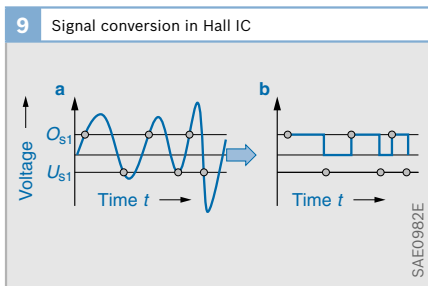 9 Signal conversion in Hall IC
a
b
Voltage
Os1
Us1
Time t
Time t
SAE0982E